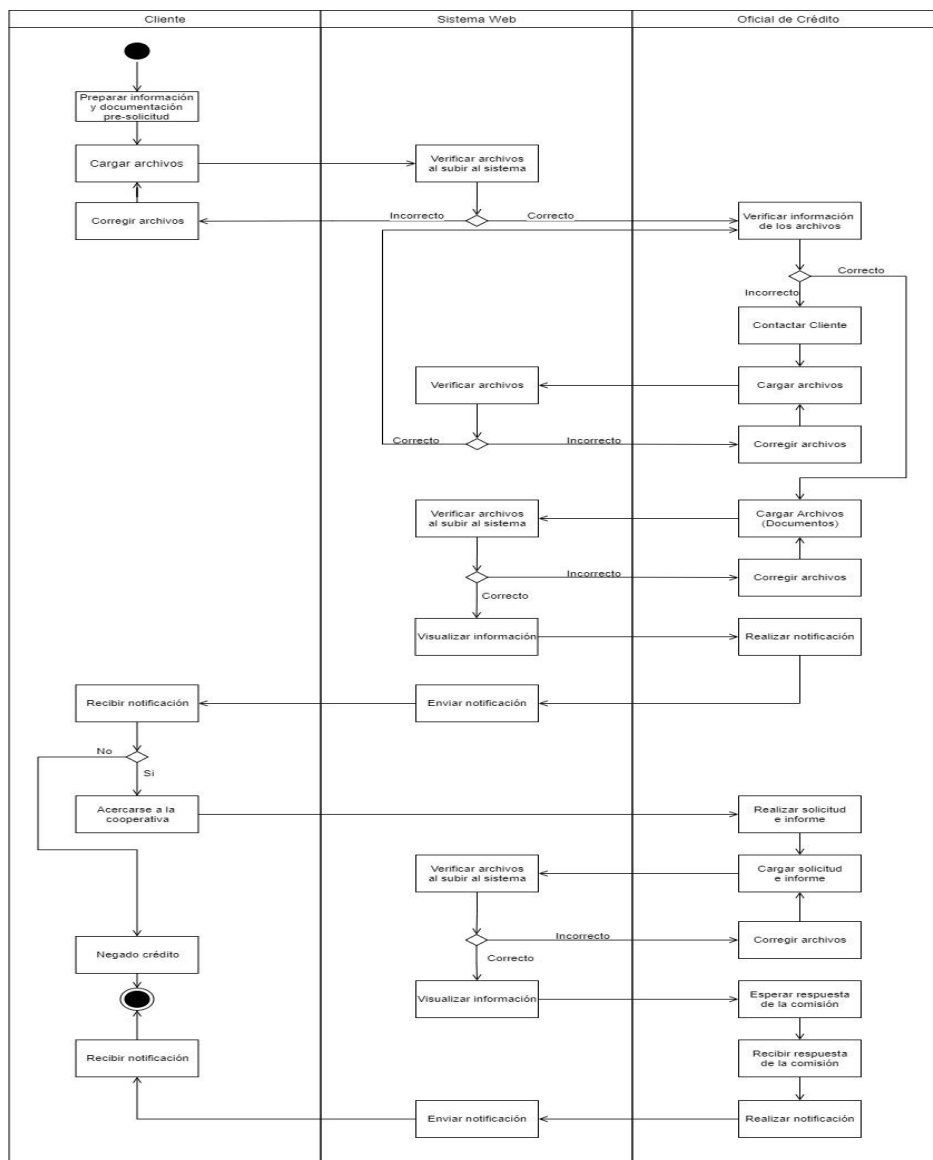 Cliente
Sistema Web
Oficial de Crédito
Preparar información
y documentación
pre-solicitud
Cargar archivos
Verificar archivos
al subir al sistema
Corregir archivos
Incorrecto
Correcto
Verificar información
de los archivos
Correcto
Incorrecto
Contactar Cliente
Verificar archivos
Cargar archivos
Correcto
Incorrecto
Corregir archivos
Verificar archivos
al subir al sistema
Cargar Archivos
(Documentos)
Incorrecto
Corregir archivos
Correcto
Visualizar información
Realizar notificación
Recibir notificación
Enviar notificación
No
Si
Acercarse a la
cooperativa
Realizar solicitud
e informe
Verificar archivos
al subir al sistema
Cargar solicitud
e informe
Incorrecto
Corregir archivos
Correcto
Negado crédito
Visualizar información
Esperar respuesta
de la comisión
Recibir notificación
Recibir respuesta
de la comisión
Enviar notificación
Realizar notificación